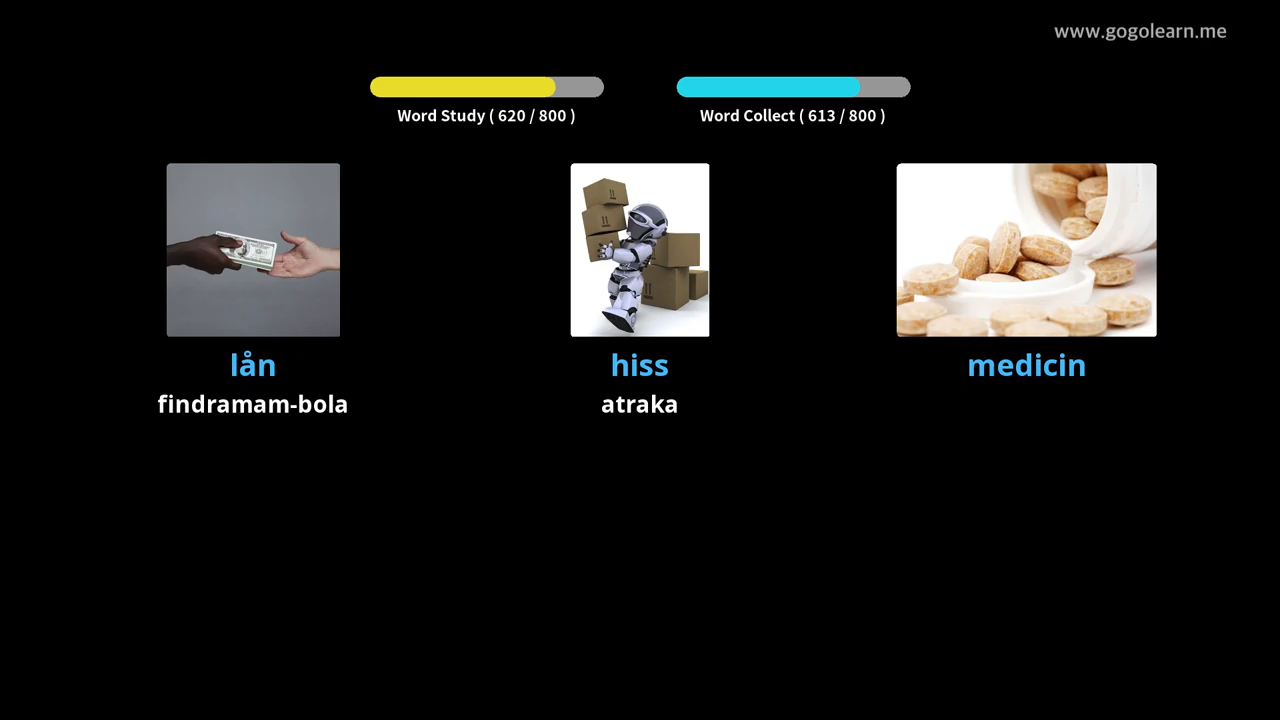 www.gogolearn.me
Word Study ( 620 / 800 )
Word Collect ( 613 / 800 )
lån
hiss
medicin
findramam-bola
atraka